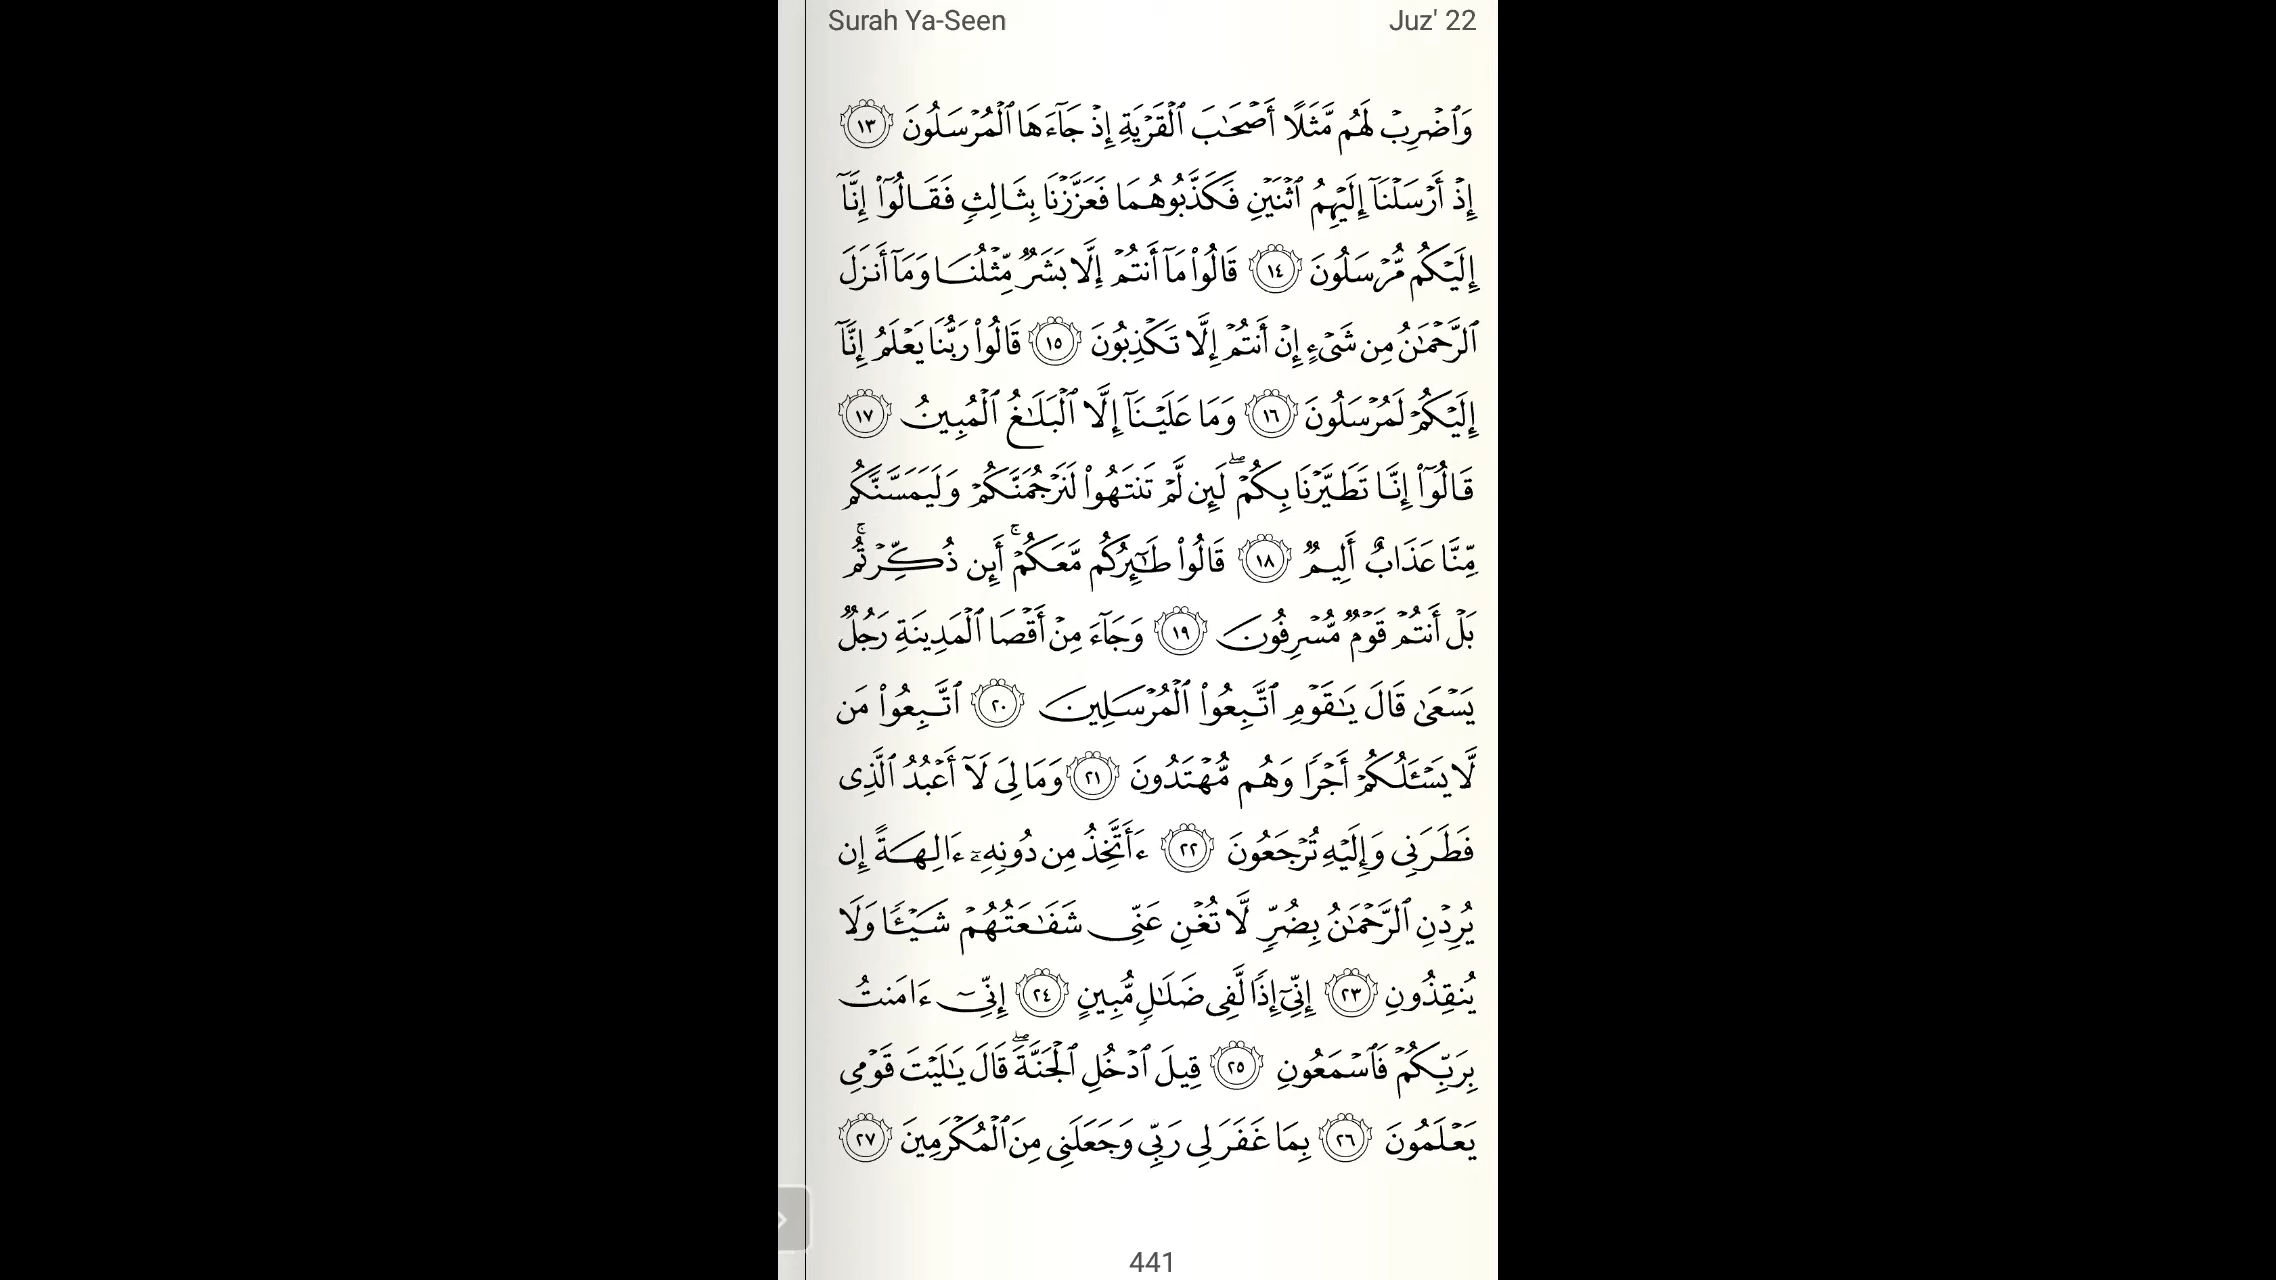 Surah Ya-Seen Juz' 22
وَٱضْرِبْ لَهُم مَّثَلًا أَصْحَـٰبَ ٱلْقَرْيَةِ إِذْ جَآءَهَا ٱلْمُرْسَلُونَ ١٣
إِذْ أَرْسَلْنَآ إِلَيْهِمُ ٱثْنَيْنِ فَكَذَّبُوهُمَا فَعَزَّزْنَا بِثَالِثٍ فَقَالُوٓا۟ إِنَّآ
إِلَيْكُم مُّرْسَلُونَ ١٤ قَالُوا۟ مَآ أَنتُمْ إِلَّا بَشَرٌ مِّثْلُنَا وَمَآ أَنزَلَ
ٱلرَّحْمَـٰنُ مِن شَىْءٍ إِنْ أَنتُمْ إِلَّا تَكْذِبُونَ ١٥ قَالُوا۟ رَبُّنَا يَعْلَمُ إِنَّآ
إِلَيْكُمْ لَمُرْسَلُونَ ١٦ وَمَا عَلَيْنَآ إِلَّا ٱلْبَلَـٰغُ ٱلْمُبِينُ ١٧
قَالُوٓا۟ إِنَّا تَطَيَّرْنَا بِكُمْ ۖ لَئِن لَّمْ تَنتَهُوا۟ لَنَرْجُمَنَّكُمْ وَلَيَمَسَّنَّكُم
مِّنَّا عَذَابٌ أَلِيمٌ ١٨ قَالُوا۟ طَـٰٓئِرُكُم مَّعَكُمْ ۚ أَئِن ذُكِّرْتُم ۚ
بَلْ أَنتُمْ قَوْمٌ مُّسْرِفُونَ ١٩ وَجَآءَ مِنْ أَقْصَا ٱلْمَدِينَةِ رَجُلٌ
يَسْعَىٰ قَالَ يَـٰقَوْمِ ٱتَّبِعُوا۟ ٱلْمُرْسَلِينَ ٢٠ ٱتَّبِعُوا۟ مَن
لَّا يَسْـَٔلُكُمْ أَجْرًا وَهُم مُّهْتَدُونَ ٢١ وَمَا لِىَ لَآ أَعْبُدُ ٱلَّذِى
فَطَرَنِى وَإِلَيْهِ تُرْجَعُونَ ٢٢ ءَأَتَّخِذُ مِن دُونِهِۦٓ ءَالِهَةً إِن
يُرِدْنِ ٱلرَّحْمَـٰنُ بِضُرٍّ لَّا تُغْنِ عَنِّى شَفَـٰعَتُهُمْ شَيْـًٔا وَلَا
يُنقِذُونِ ٢٣ إِنِّىٓ إِذًا لَّفِى ضَلَـٰلٍ مُّبِينٍ ٢٤ إِنِّىٓ ءَامَنتُ
بِرَبِّكُمْ فَٱسْمَعُونِ ٢٥ قِيلَ ٱدْخُلِ ٱلْجَنَّةَ ۖ قَالَ يَـٰلَيْتَ قَوْمِى
يَعْلَمُونَ ٢٦ بِمَا غَفَرَ لِى رَبِّى وَجَعَلَنِى مِنَ ٱلْمُكْرَمِينَ ٢٧
441